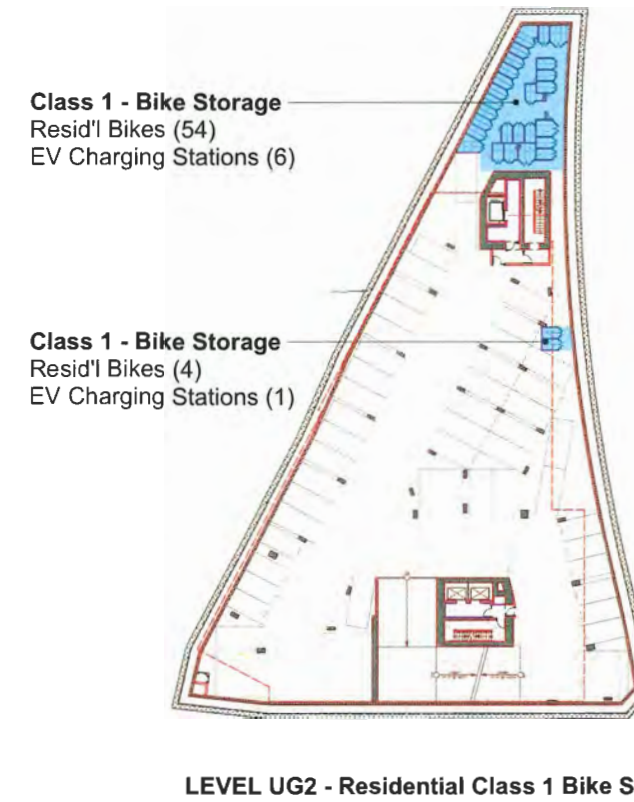 Class 1 - Bike Storage
Resid'l Bikes (54)
EV Charging Stations (6)
Class 1 - Bike Storage
Resid'l Bikes (4)
EV Charging Stations (1)
LEVEL UG2 - Residential Class 1 Bike S